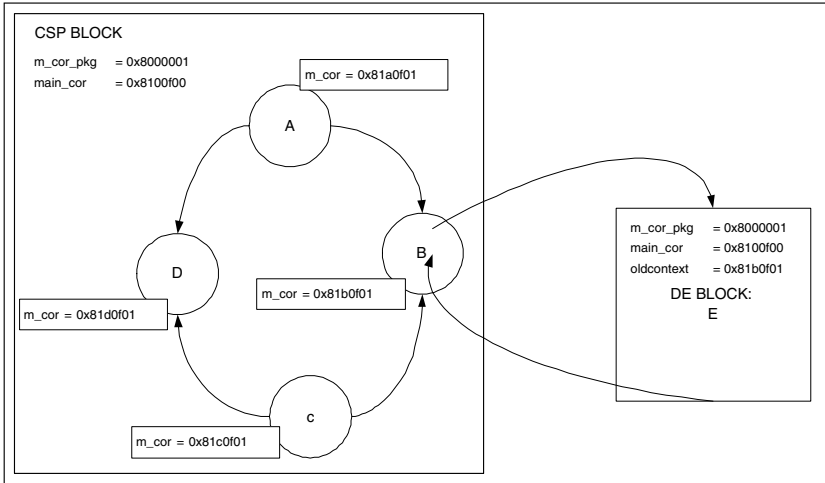 CSP BLOCK
m_cor_pkg = 0x8000001
main_cor = 0x8100f00
m_cor = 0x81a0f01
A
B
D
m_cor = 0x81b0f01
m_cor = 0x81d0f01
c
m_cor = 0x81c0f01
m_cor_pkg = 0x8000001
main_cor = 0x8100f00
oldcontext = 0x81b0f01
DE BLOCK:
E